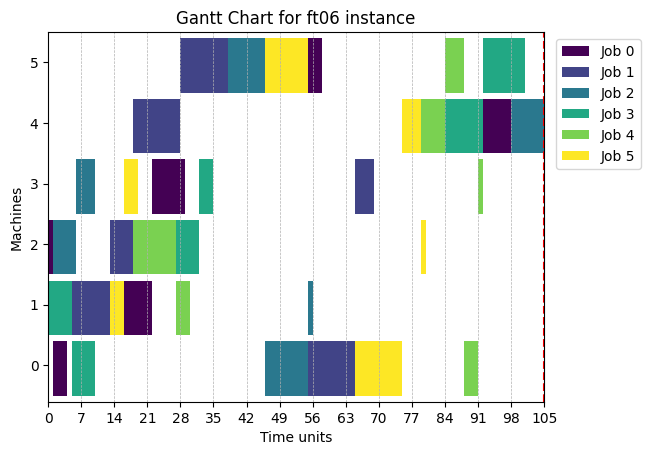 Gantt Chart for ft06 instance
Machines
5
4
3
2
1
0
0 7 14 21 28 35 42 49 56 63 70 77 84 91 98 105
Time units
Job 0
Job 1
Job 2
Job 3
Job 4
Job 5